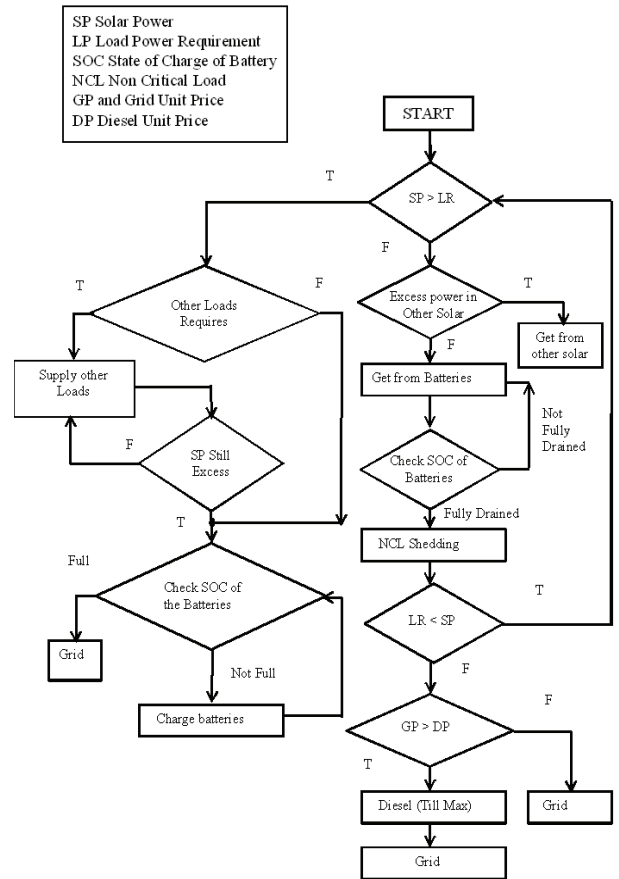 SP Solar Power
LP Load Power Requirement
SOC State of Charge of Battery
NCL Non Critical Load
GP and Grid Unit Price
DP Diesel Unit Price
START
T
SP > LR
F
T
F
Other Loads
Requires
Excess power in
Other Solar
T
F
Get from
other solar
Supply other
Loads
Get from Batteries
Not
Fully
Drained
F
SP Still
Excess
Check SOC of
Batteries
T
Fully Drained
NCL Shedding
Full
Check SOC of
the Batteries
LR < SP
T
Grid
Not Full
F
Charge batteries
GP > DP
F
T
Diesel (Till Max)
Grid
Grid